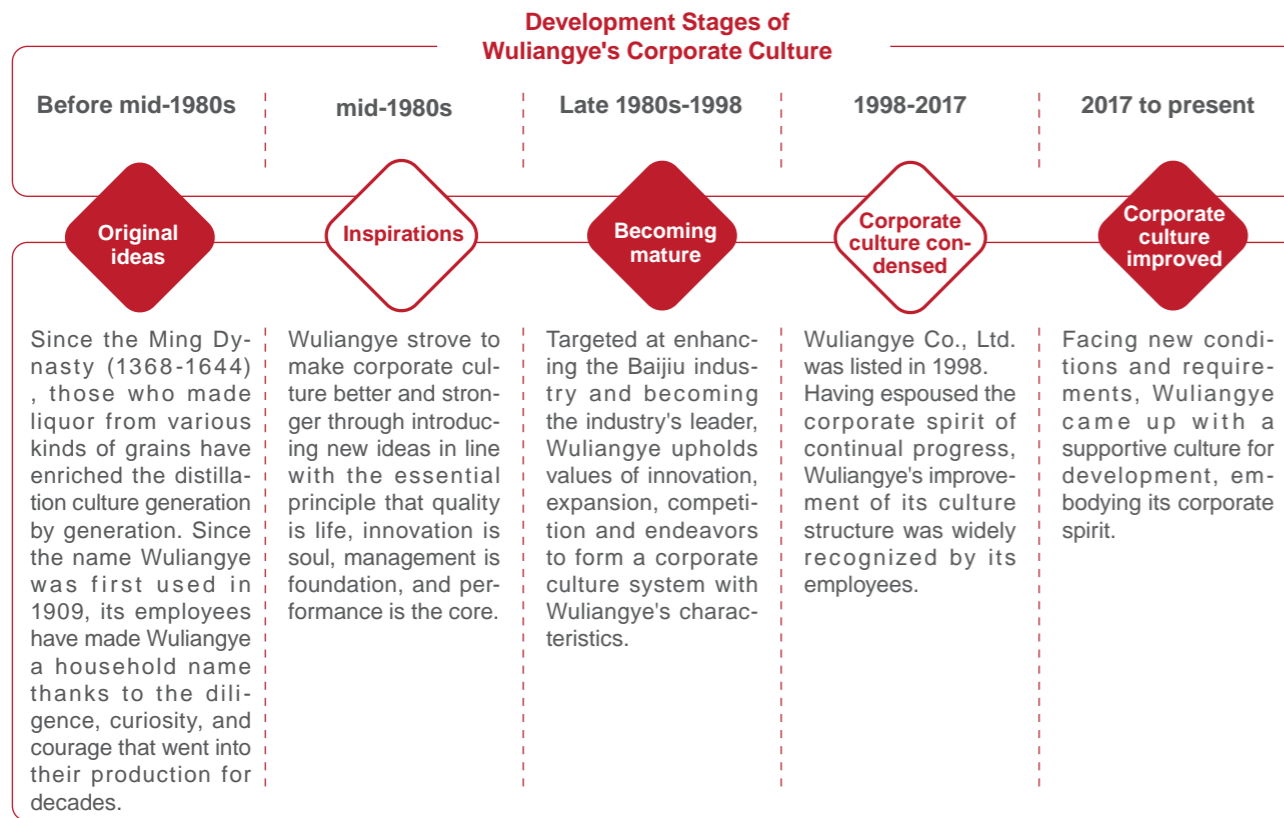 Development Stages of
Wuliangye's Corporate Culture
Before mid-1980s
mid-1980s
Late 1980s-1998
1998-2017
2017 to present
Original
ideas
Inspirations
Becoming
mature
Corporate
culture con-
densed
Corporate
culture
improved
Since the Ming Dy-
nasty (1368-1644)
, those who made
liquor from various
kinds of grains have
enriched the distilla-
tion culture generation
by generation. Since
the name Wuliangye
was first used in
1909, its employees
have made Wuliangye
a household name
thanks to the dili-
gence, curiosity, and
courage that went into
their production for
decades.
Wuliangye strove to
make corporate cul-
ture better and stron-
ger through introduc-
ing new ideas in line
with the essential
principle that quality
is life, innovation is
soul, management is
foundation, and per-
formance is the core.
Targeted at enhanc-
ing the Baijiu indus-
try and becoming
the industry's leader,
Wuliangye upholds
values of innovation,
expansion, competi-
tion and endeavors
to form a corporate
culture system with
Wuliangye's charac-
teristics.
Wuliangye Co., Ltd.
was listed in 1998.
Having espoused the
corporate spirit of
continual progress,
Wuliangye's improve-
ment of its culture
structure was widely
recognized by its
employees.
Facing new condi-
tions and require-
ments, Wuliangye
came up with a
supportive culture for
development, em-
bodying its corporate
spirit.